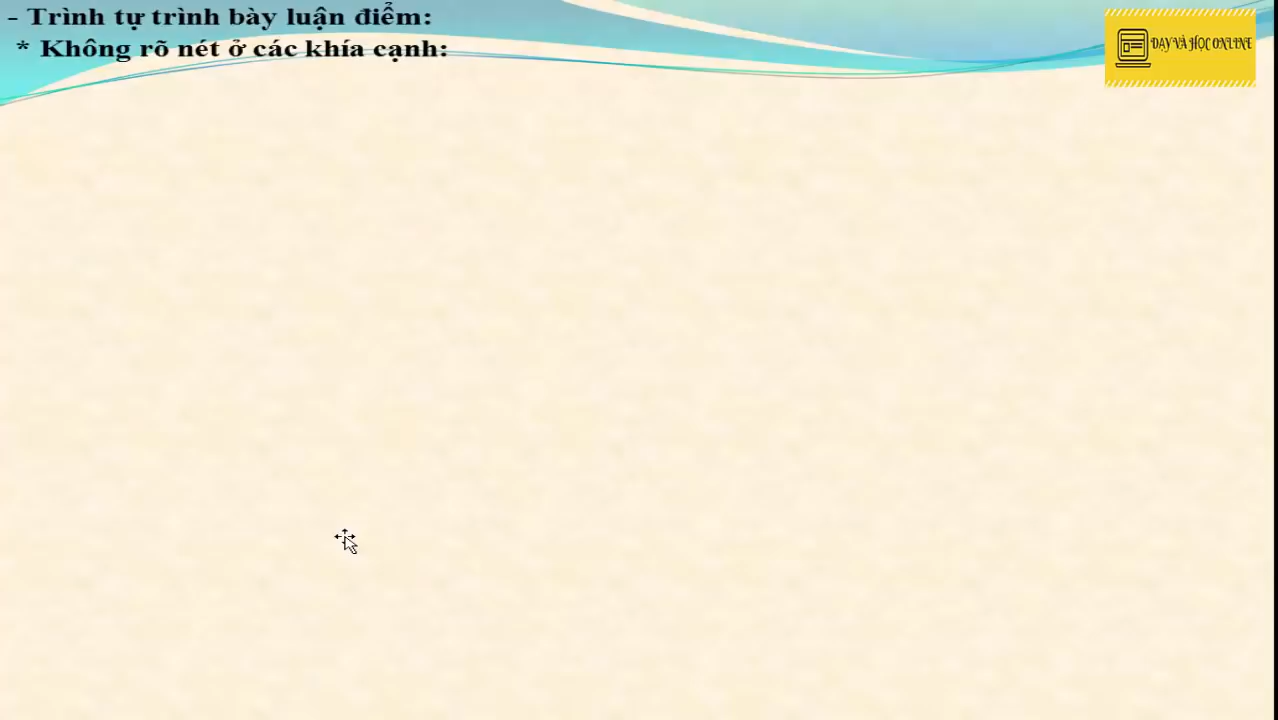 - Trình tự trình bày luận điểm:
* Không rõ nét ở các khía cạnh:
DẠY VÀ HỌC ONLINE